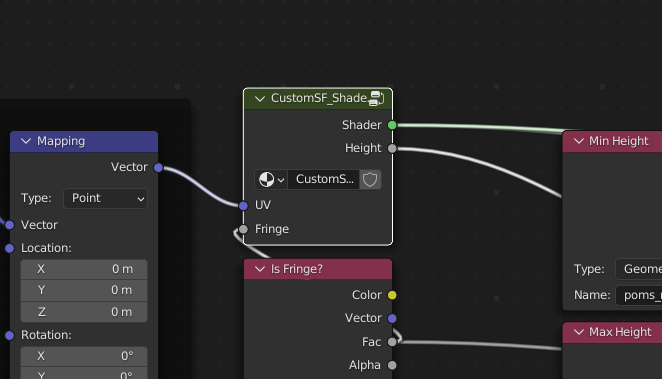 CustomSF_Shade
Shader
Height
CustomS...
UV
Fringe
Mapping
Vector
Type: Point
Vector
Location:
X 0 m
Y 0 m
Z 0 m
Rotation:
X 0°
Y 0°
Is Fringe?
Color
Vector
Fac
Alpha
Min Height
Type: Geome
Name: poms_
Max Height